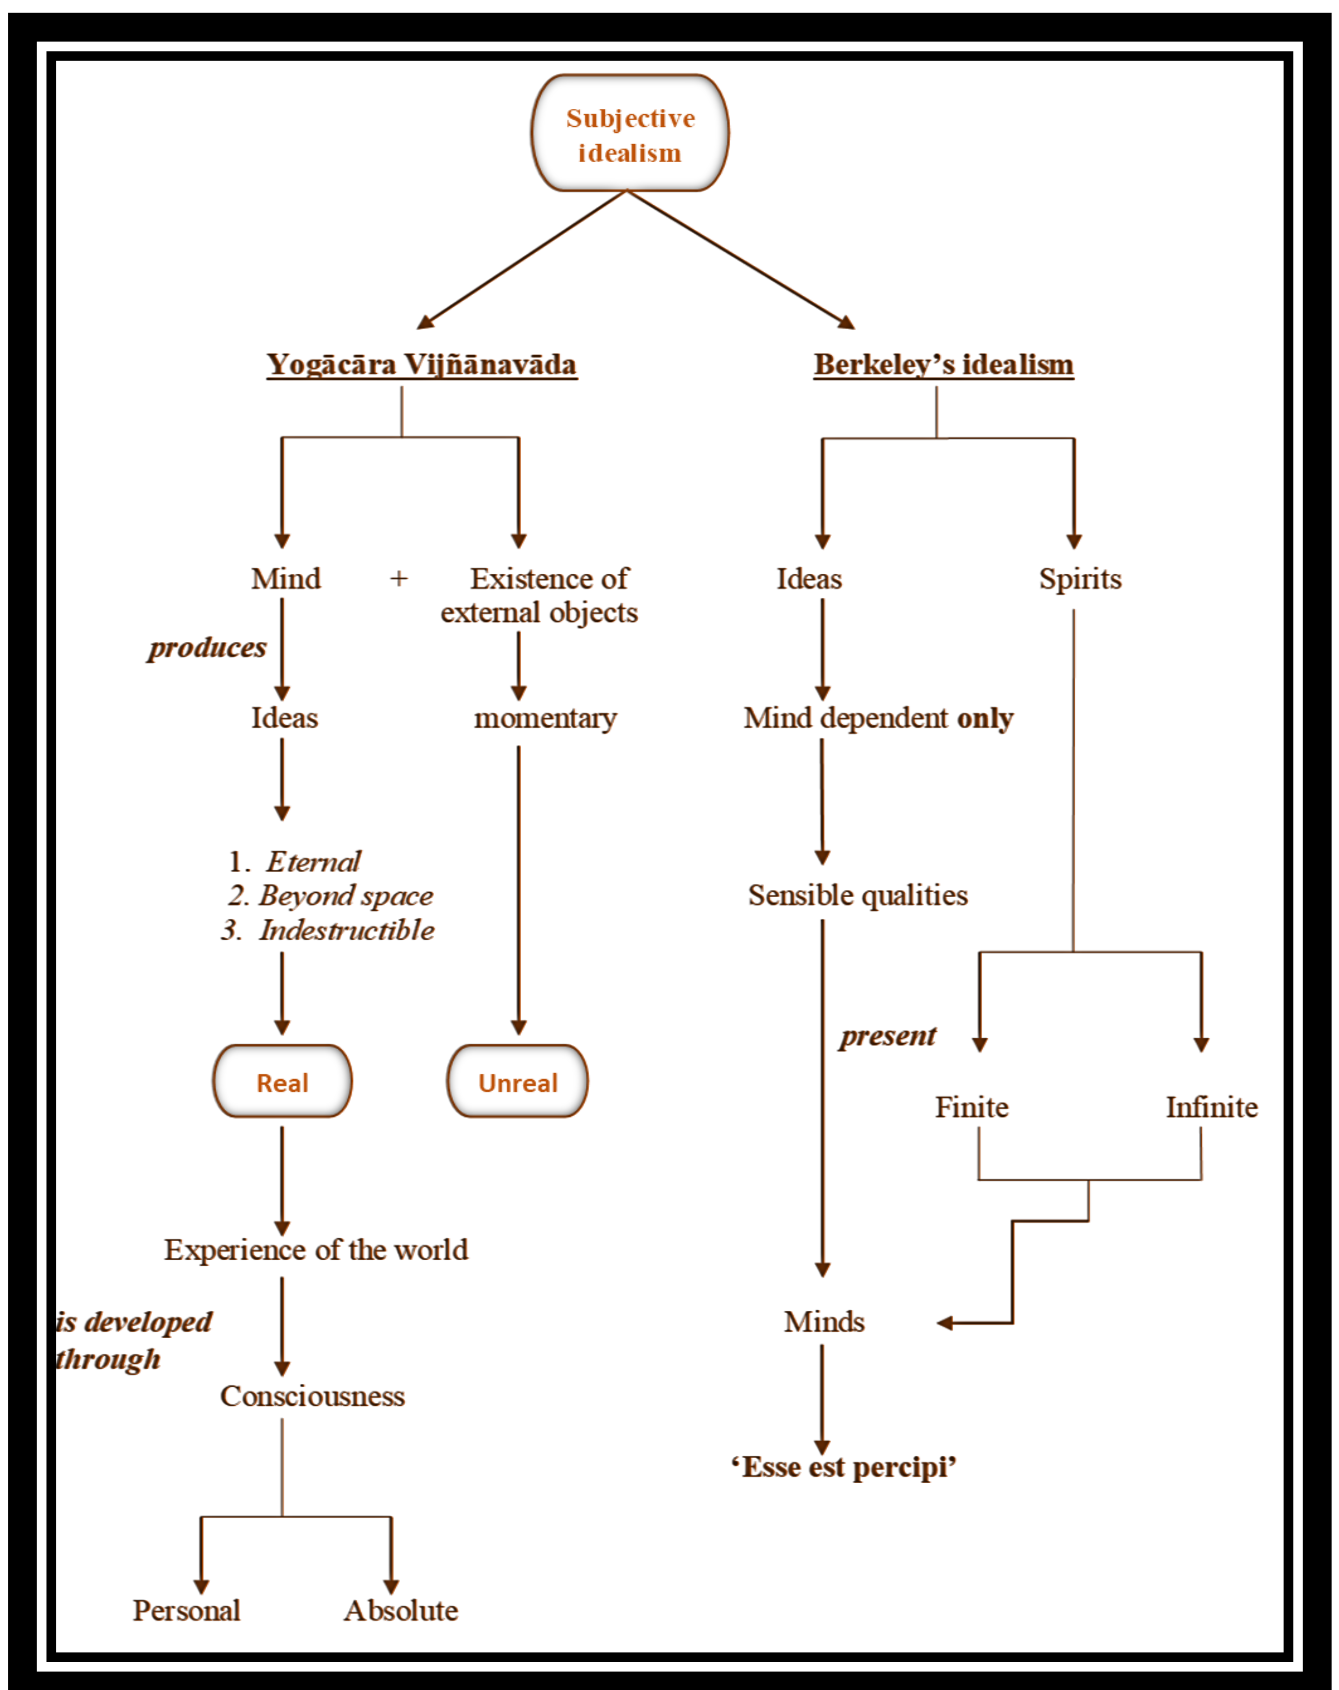 Subjective
idealism
Yogācāra Vijñānavāda
Berkeley’s idealism
Mind + Existence of
external objects
produces
Ideas
momentary
1. Eternal
2. Beyond space
3. Indestructible
Real
Unreal
Experience of the world
is developed
through
Consciousness
Personal
Absolute
Ideas
Spirits
Mind dependent only
Sensible qualities
present
Finite
Infinite
Minds
‘Esse est percipi’